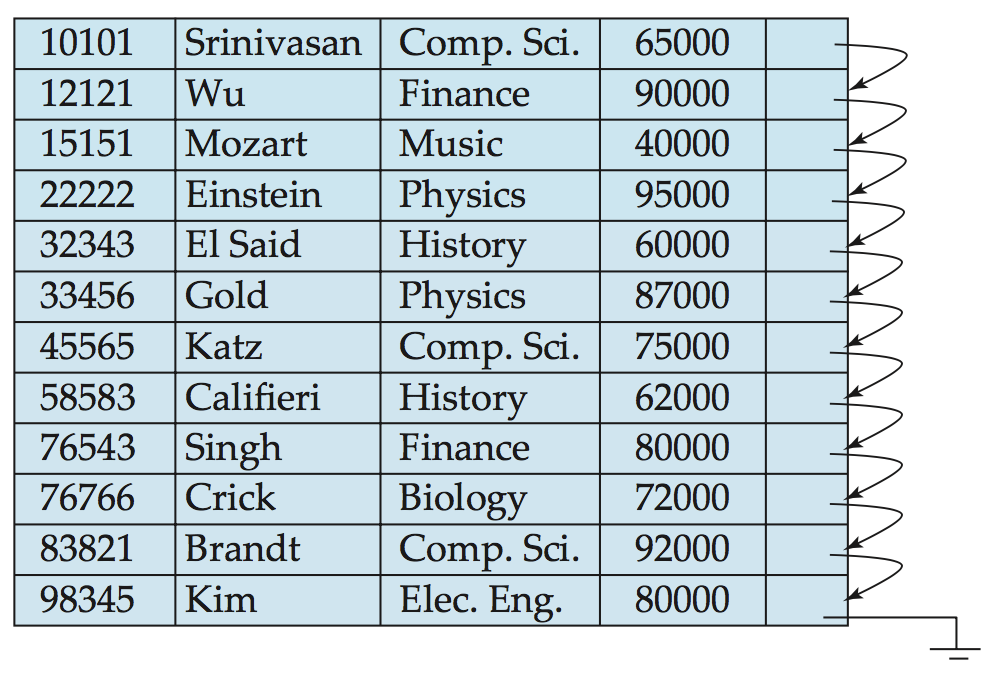 10101 Srinivasan Comp. Sci. 65000
12121 Wu Finance 90000
15151 Mozart Music 40000
22222 Einstein Physics 95000
32343 El Said History 60000
33456 Gold Physics 87000
45565 Katz Comp. Sci. 75000
58583 Califieri History 62000
76543 Singh Finance 80000
76766 Crick Biology 72000
83821 Brandt Comp. Sci. 92000
98345 Kim Elec. Eng. 80000